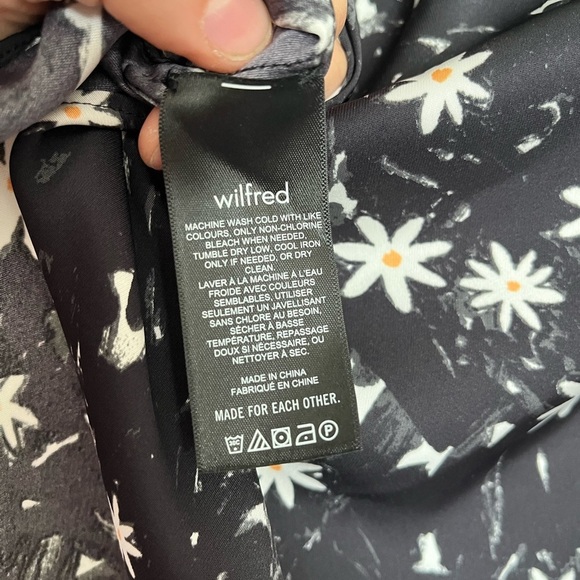 wilfred
MACHINE WASH COLD WITH LIKE
COLOURS, ONLY NON-CHLORINE
BLEACH WHEN NEEDED,
TUMBLE DRY LOW, COOL IRON
ONLY IF NEEDED, OR DRY
CLEAN.
LAVER À LA MACHINE À L'EAU
FROIDE AVEC COULEURS
SEMBLABLES, UTILISER
SEULEMENT UN JAVELLISANT
SANS CHLORE AU BESOIN,
SÉCHER À BASSE
TEMPÉRATURE, REPASSAGE
DOUX SI NÉCESSAIRE, OU
NETTOYER À SEC.
MADE IN CHINA
FABRIQUÉ EN CHINE
MADE FOR EACH OTHER.
P